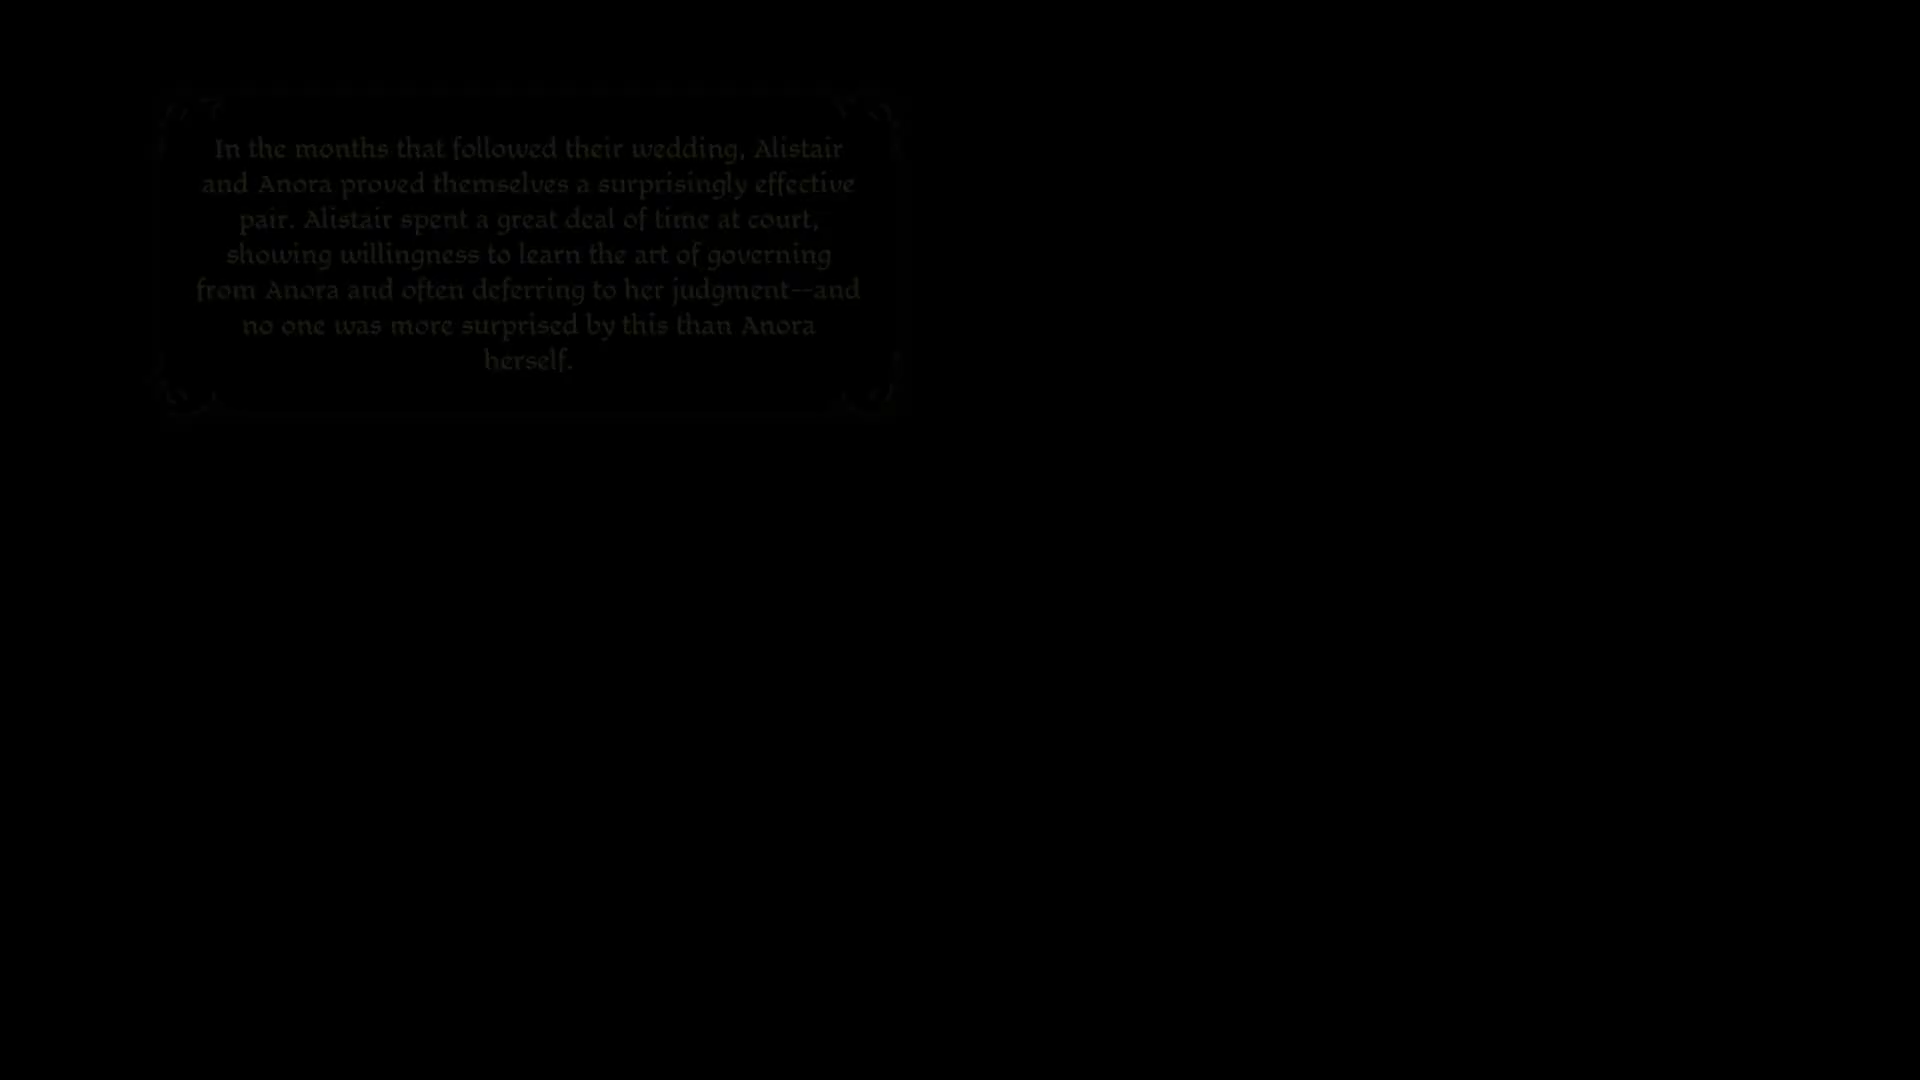 In the months that followed their wedding, Alistair
and Anora proved themselves a surprisingly effective
pair. Alistair spent a great deal of time at court,
showing willingness to learn the art of governing
from Anora and often deferring to her judgment--and
no one was more surprised by this than Anora
herself.